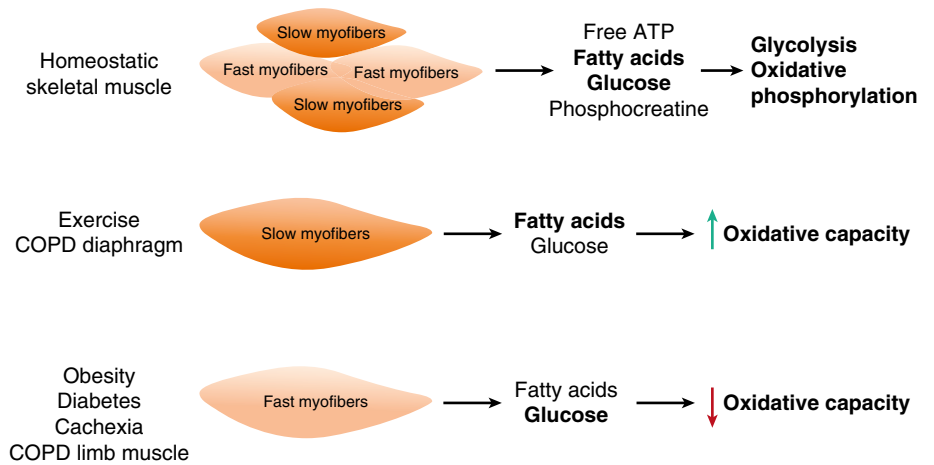 Homeostatic
skeletal muscle
Slow myofibers
Fast myofibers
Fast myofibers
Slow myofibers
Free ATP
Fatty acids
Glucose
Phosphocreatine
Glycolysis
Oxidative
phosphorylation
Exercise
COPD diaphragm
Slow myofibers
Fatty acids
Glucose
Oxidative capacity
Obesity
Diabetes
Cachexia
COPD limb muscle
Fast myofibers
Fatty acids
Glucose
Oxidative capacity